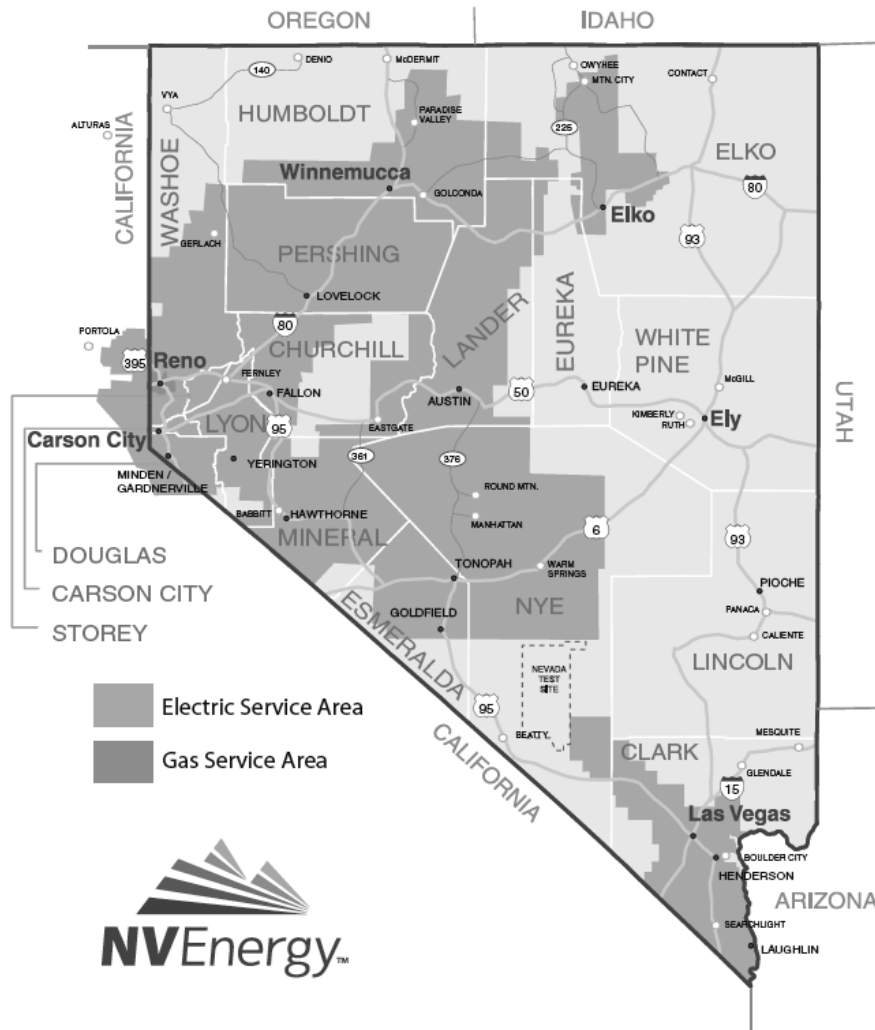 OREGON
IDAHO
DENIO
McDERMIT
OWYHEE
MTN. CITY
CONTACT
140
VYA
HUMBOLDT
PARADISE
VALLEY
225
ALTURAS
CALIFORNIA
WASHOE
ELKO
Winnemucca
GOLCONDA
80
Elko
GERLACH
PERSHING
93
LOVELOCK
80
LANDER
EUREKA
WHITE
PINE
PORTOLA
395
Reno
CHURCHILL
FERNLEY
FALLON
AUSTIN
50
EUREKA
McGILL
UTAH
LYON
95
EASTGATE
KIMBERLY
RUTH
Ely
Carson City
361
376
YERINGTON
MINDEN /
GARDNERVILLE
ROUND MTN.
BABBITT
HAWTHORNE
MANHATTAN
6
MINERAL
93
DOUGLAS
WARM
SPRINGS
TONOPAH
PIOCHE
CARSON CITY
ESMERALDA
GOLDFIELD
NYE
PANACA
STOREY
CALIENTE
LINCOLN
NEVADA
TEST
SITE
Electric Service Area
95
BEATTY
MESQUITE
Gas Service Area
CALIFORNIA
CLARK
GLENDALE
15
Las Vegas
BOULDER CITY
HENDERSON
ARIZONA
SEARCHLIGHT
LAUGHLIN
NVEnergy™